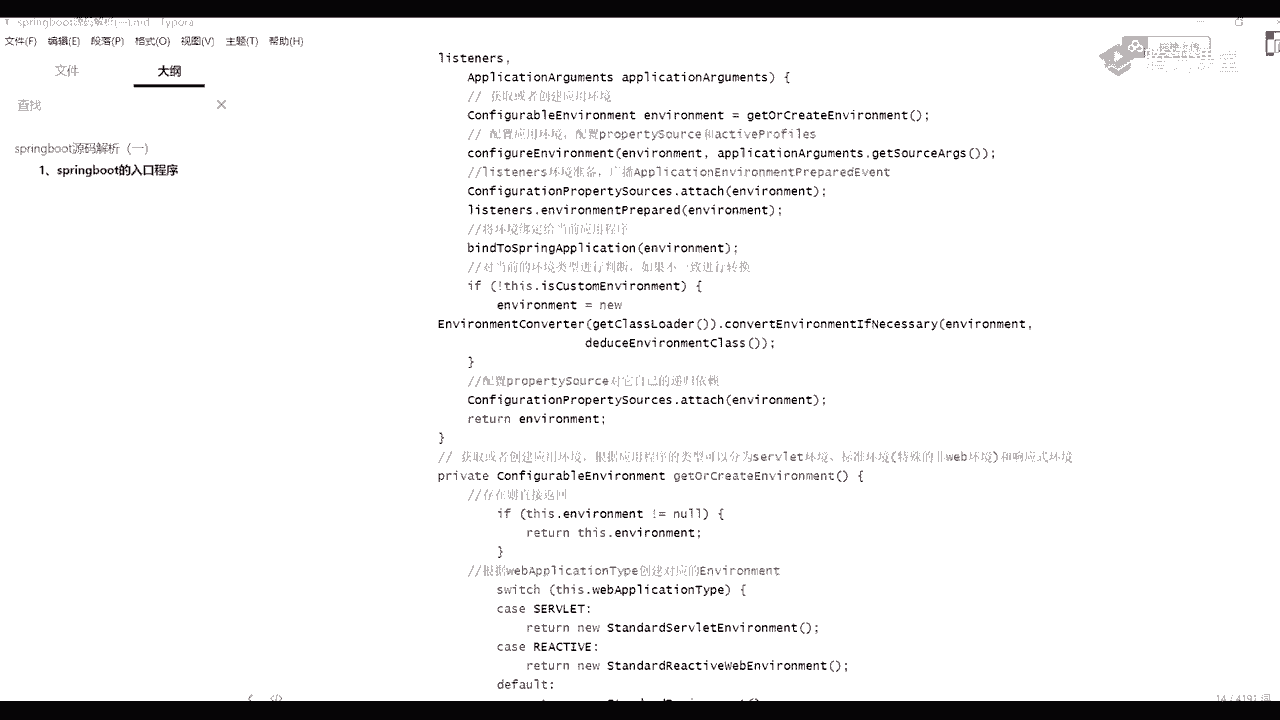 springboot源码解析(一).md - Typora
文件(F) 编辑(E) 段落(P) 格式(O) 视图(V) 主题(T) 帮助(H)
文件 大纲
查找
springboot源码解析（一）
1、springboot的入口程序
listeners,
ApplicationArguments applicationArguments) {
// 获取或者创建应用环境
ConfigurableEnvironment environment = getOrCreateEnvironment();
// 配置应用环境，配置propertySource和activeProfiles
configureEnvironment(environment, applicationArguments.getSourceArgs());
//listeners环境准备，广播ApplicationEnvironmentPreparedEvent
ConfigurationPropertySources.attach(environment);
listeners.environmentPrepared(environment);
//将环境绑定给当前应用程序
bindToSpringApplication(environment);
//对当前的环境类型进行判断，如果不一致进行转换
if (!this.isCustomEnvironment) {
environment = new
EnvironmentConverter(getClassLoader()).convertEnvironmentIfNecessary(environment,
deduceEnvironmentClass());
}
//配置propertySource对它自己的递归依赖
ConfigurationPropertySources.attach(environment);
return environment;
}
// 获取或者创建应用环境，根据应用程序的类型可以分为servlet环境、标准环境(特殊的非web环境)和响应式环境
private ConfigurableEnvironment getOrCreateEnvironment() {
//存在则直接返回
if (this.environment != null) {
return this.environment;
}
//根据webApplicationType创建对应的Environment
switch (this.webApplicationType) {
case SERVLET:
return new StandardServletEnvironment();
case REACTIVE:
return new StandardReactiveWebEnvironment();
default: